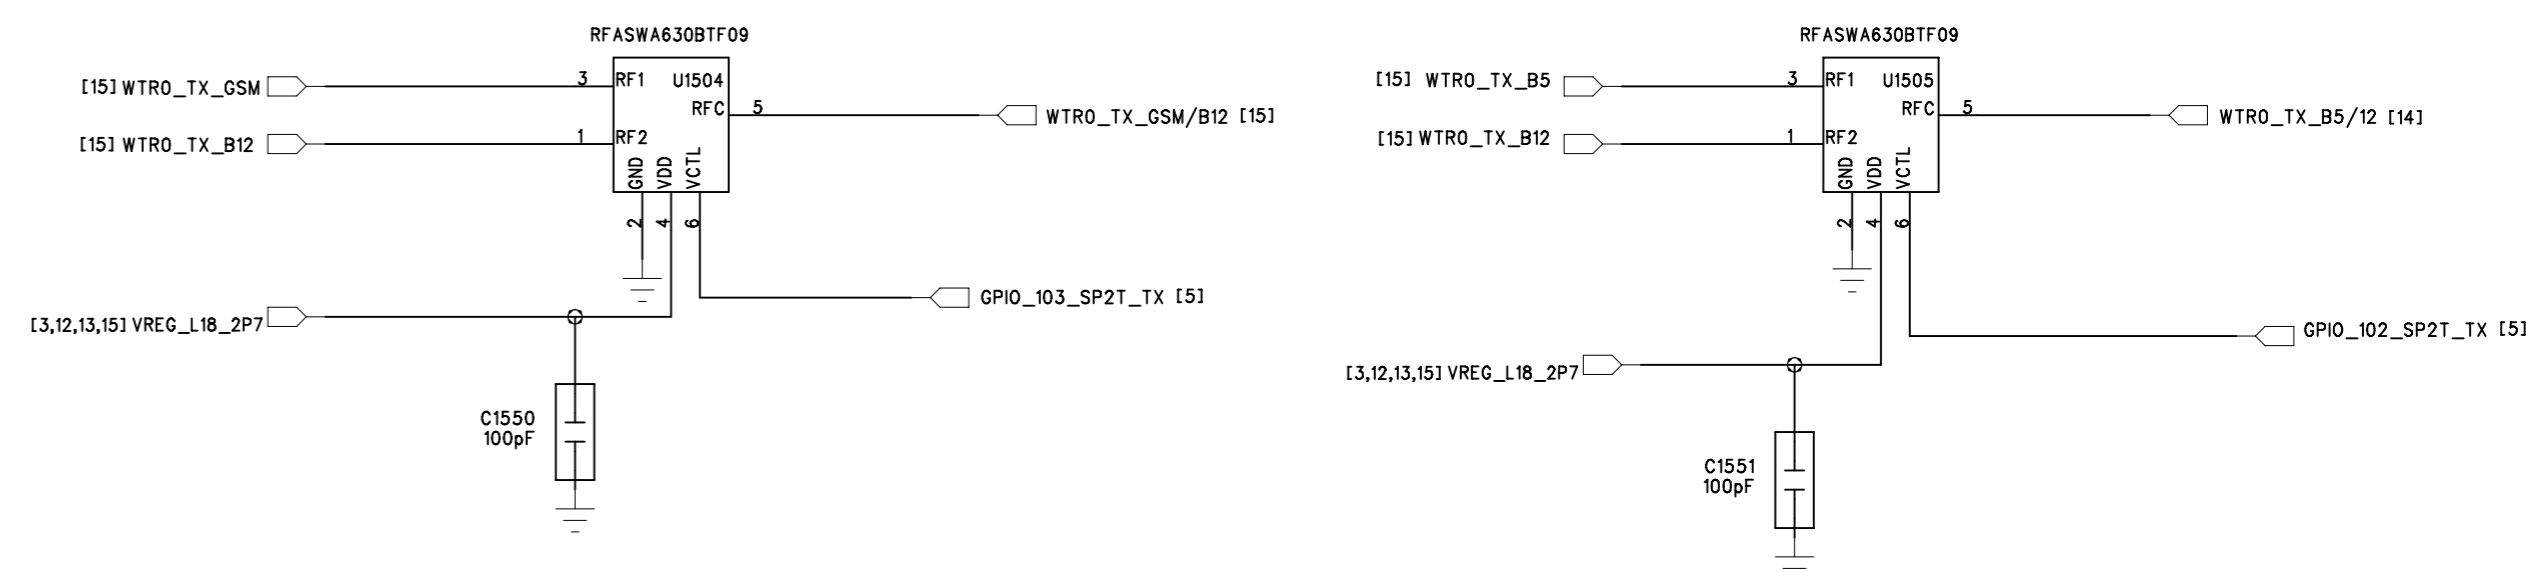 RFASWA630BTF09
[15] WTR0_TX_GSM
3
RF1
U1504
RFC
5
WTR0_TX_GSM/B12 [15]
[15] WTR0_TX_B12
1
RF2
GND
VDD
VCTL
2
4
6
GPIO_103_SP2T_TX [5]
[3,12,13,15] VREG_L18_2P7
C1550
100pF
RFASWA630BTF09
[15] WTR0_TX_B5
3
RF1
U1505
RFC
5
WTR0_TX_B5/12 [14]
[15] WTR0_TX_B12
1
RF2
GND
VDD
VCTL
2
4
6
GPIO_102_SP2T_TX [5]
[3,12,13,15] VREG_L18_2P7
C1551
100pF